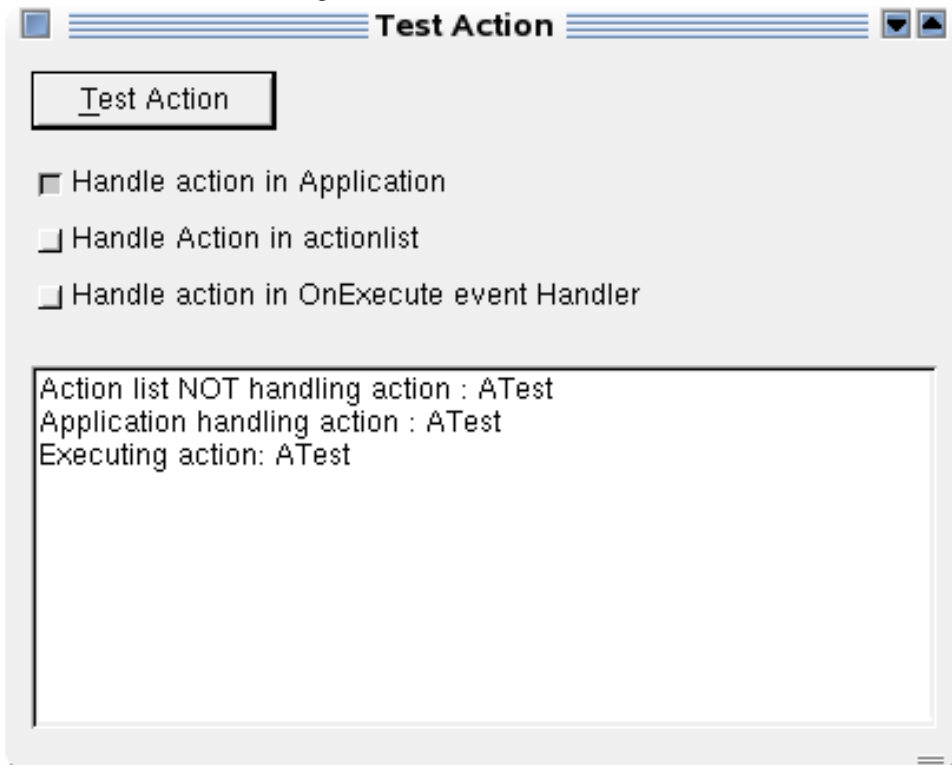 Test Action
Test Action
Handle action in Application
Handle Action in actionlist
Handle action in OnExecute event Handler
Action list NOT handling action : ATest
Application handling action : ATest
Executing action: ATest